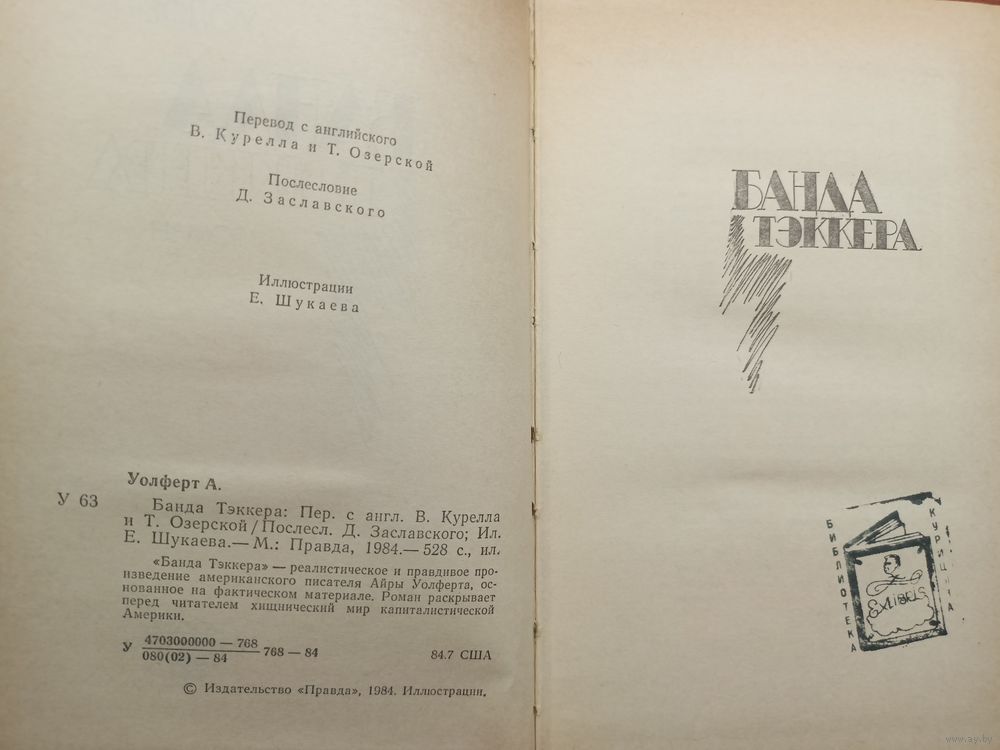 Перевод с английского
В. Курелла и Т. Озерской
Послесловие
Д. Заславского
Иллюстрации
Е. Шукаева
Уолферт А.
У 63
Банда Тэккера: Пер. с англ. В. Курелла
и Т. Озерской / Послесл. Д. Заславского; Ил.
Е. Шукаева.— М.: Правда, 1984.— 528 с., ил.
«Банда Тэккера» — реалистическое и правдивое про-
изведение американского писателя Айры Уолферта, ос-
нованное на фактическом материале. Роман раскрывает
перед читателем хищнический мир капиталистической
Америки.
У 4703000000 — 768
080(02) — 84
768 — 84
84.7 США
© Издательство «Правда», 1984. Иллюстрации.
БАНДА
ТЭККЕРА
БИБЛИОТЕКА
EXLIBRIS
www.ay.by